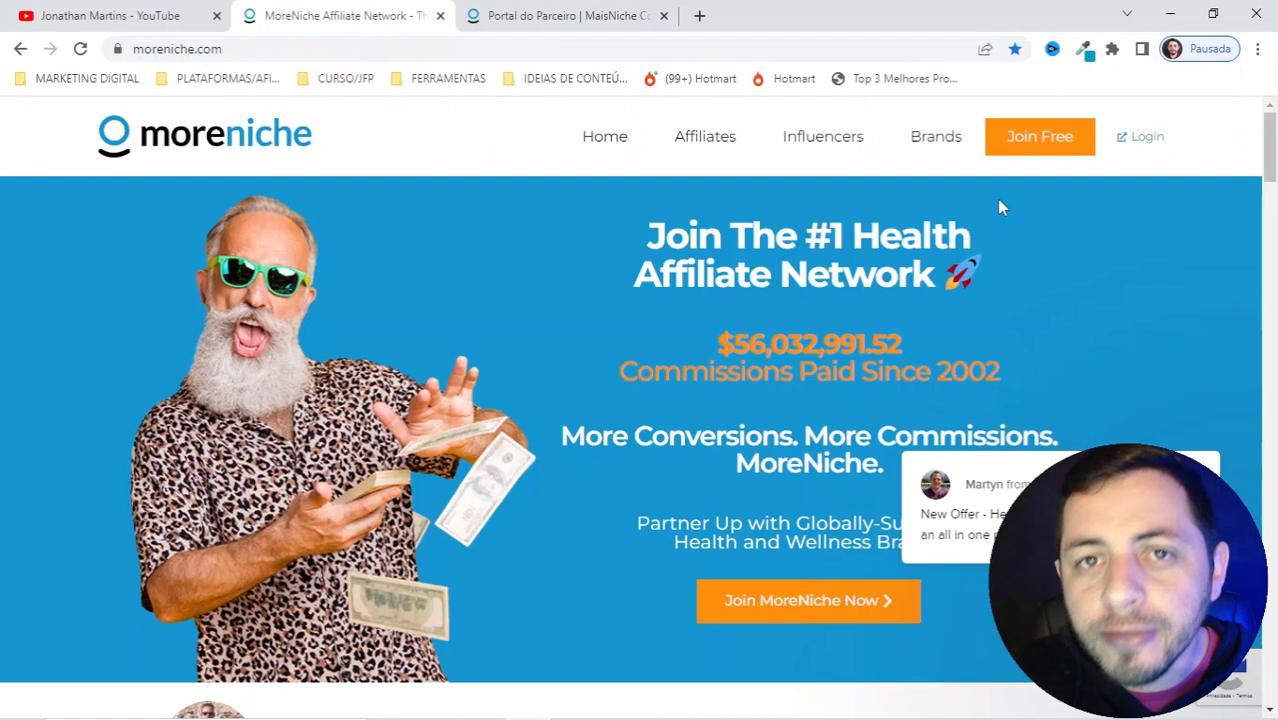 Jonathan Martins - YouTube
MoreNiche Affiliate Network - Th
Portal do Parceiro | MaisNiche Co
moreniche.com
Pausada
MARKETING DIGITAL
PLATAFORMAS/AFI...
CURSO/JFP
FERRAMENTAS
IDEIAS DE CONTEÚ...
(99+) Hotmart
Hotmart
Top 3 Melhores Pro...
moreniche
Home
Affiliates
Influencers
Brands
Join Free
Login
Join The #1 Health
Affiliate Network
$56,032,991.52
Commissions Paid Since 2002
More Conversions. More Commissions.
MoreNiche.
Martyn from
New Offer - He
an all in one
Partner Up with Globally-Su
Health and Wellness Bra
Join MoreNiche Now
Privacidade - Termos